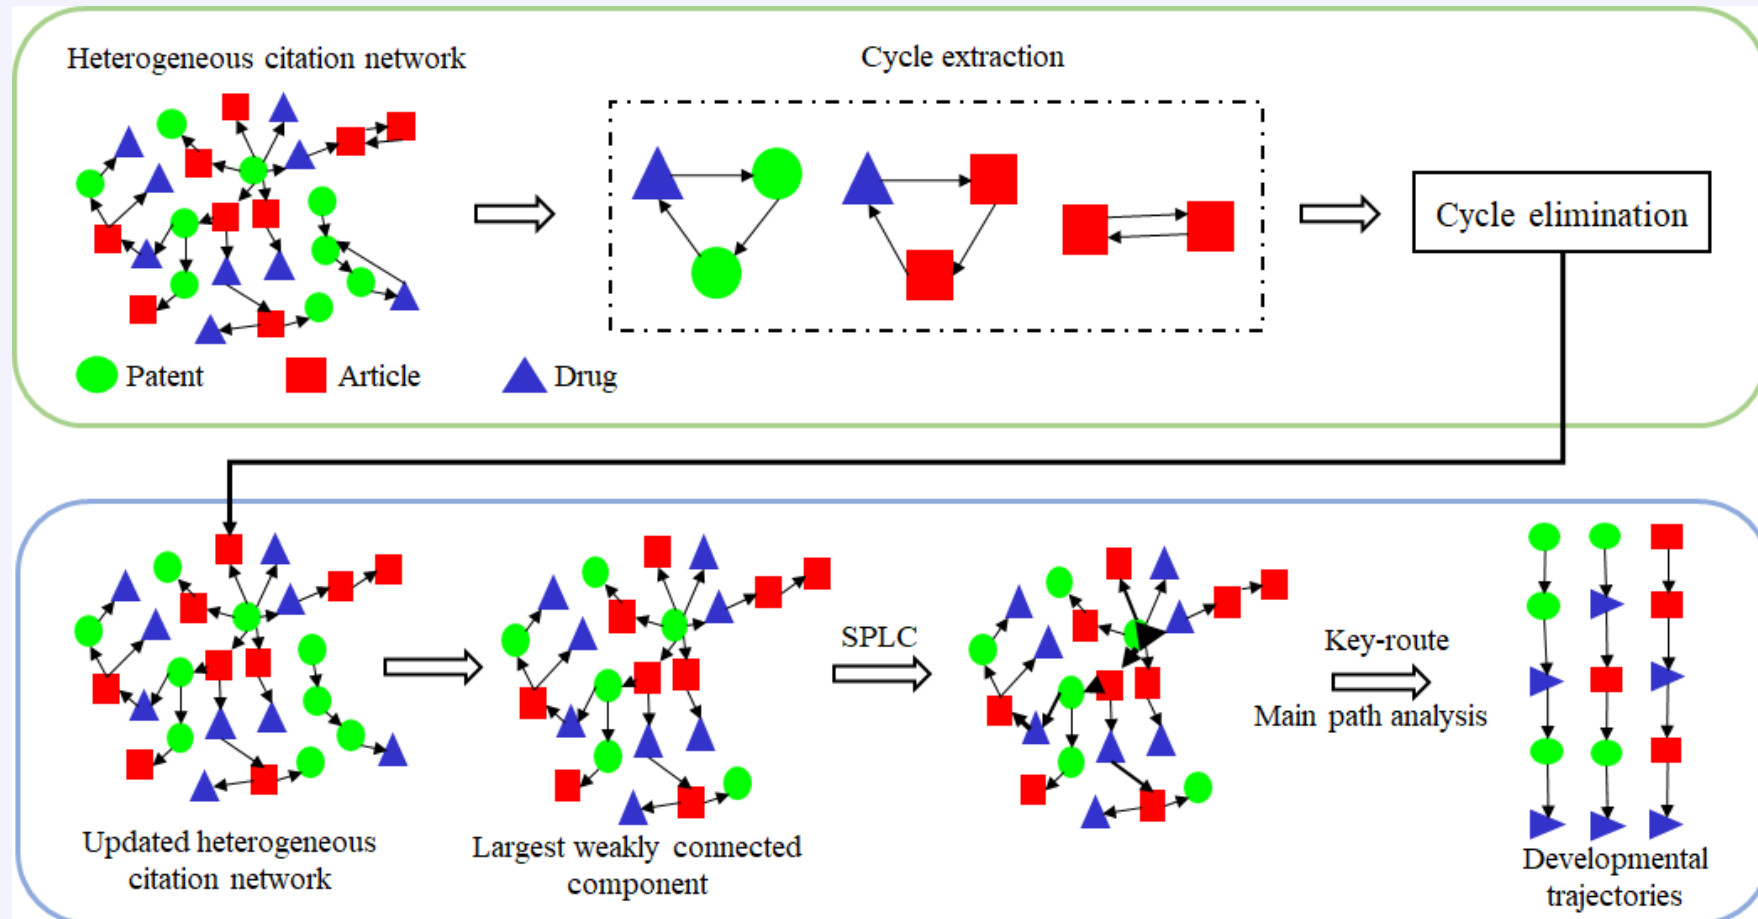 Heterogeneous citation network
Cycle extraction
Cycle elimination
Patent
Article
Drug
SPLC
Key-route
Main path analysis
Updated heterogeneous
citation network
Largest weakly connected
component
Developmental
trajectories